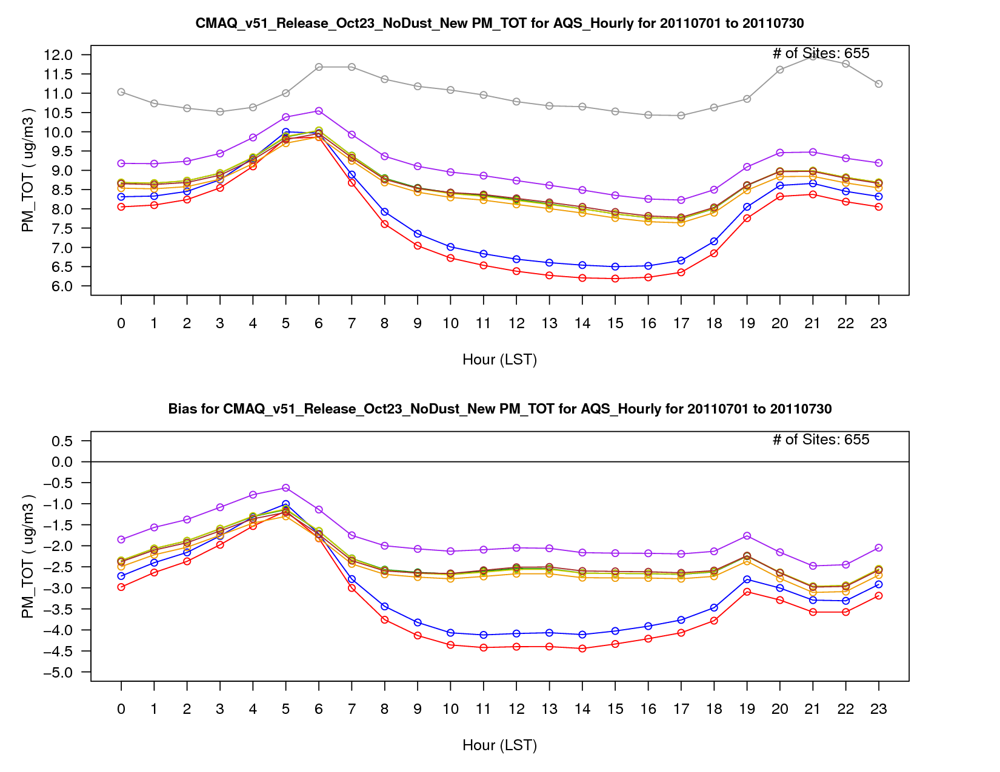 CMAQ_v51_Release_Oct23_NoDust_New PM_TOT for AQS_Hourly for 20110701 to 20110730
# of Sites: 655
12.0
11.5
11.0
10.5
10.0
9.5
9.0
8.5
8.0
7.5
7.0
6.5
6.0
PM_TOT ( ug/m3 )
0 1 2 3 4 5 6 7 8 9 10 11 12 13 14 15 16 17 18 19 20 21 22 23
Hour (LST)
Bias for CMAQ_v51_Release_Oct23_NoDust_New PM_TOT for AQS_Hourly for 20110701 to 20110730
# of Sites: 655
0.5
0.0
−0.5
−1.0
−1.5
−2.0
−2.5
−3.0
−3.5
−4.0
−4.5
−5.0
PM_TOT ( ug/m3 )
0 1 2 3 4 5 6 7 8 9 10 11 12 13 14 15 16 17 18 19 20 21 22 23
Hour (LST)